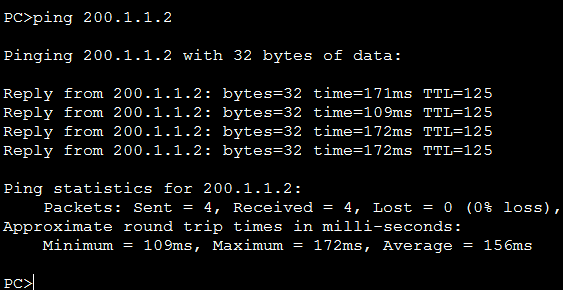 PC>ping 200.1.1.2
Pinging 200.1.1.2 with 32 bytes of data:
Reply from 200.1.1.2: bytes=32 time=171ms TTL=125
Reply from 200.1.1.2: bytes=32 time=109ms TTL=125
Reply from 200.1.1.2: bytes=32 time=172ms TTL=125
Reply from 200.1.1.2: bytes=32 time=172ms TTL=125
Ping statistics for 200.1.1.2:
Packets: Sent = 4, Received = 4, Lost = 0 (0% loss),
Approximate round trip times in milli-seconds:
Minimum = 109ms, Maximum = 172ms, Average = 156ms
PC>